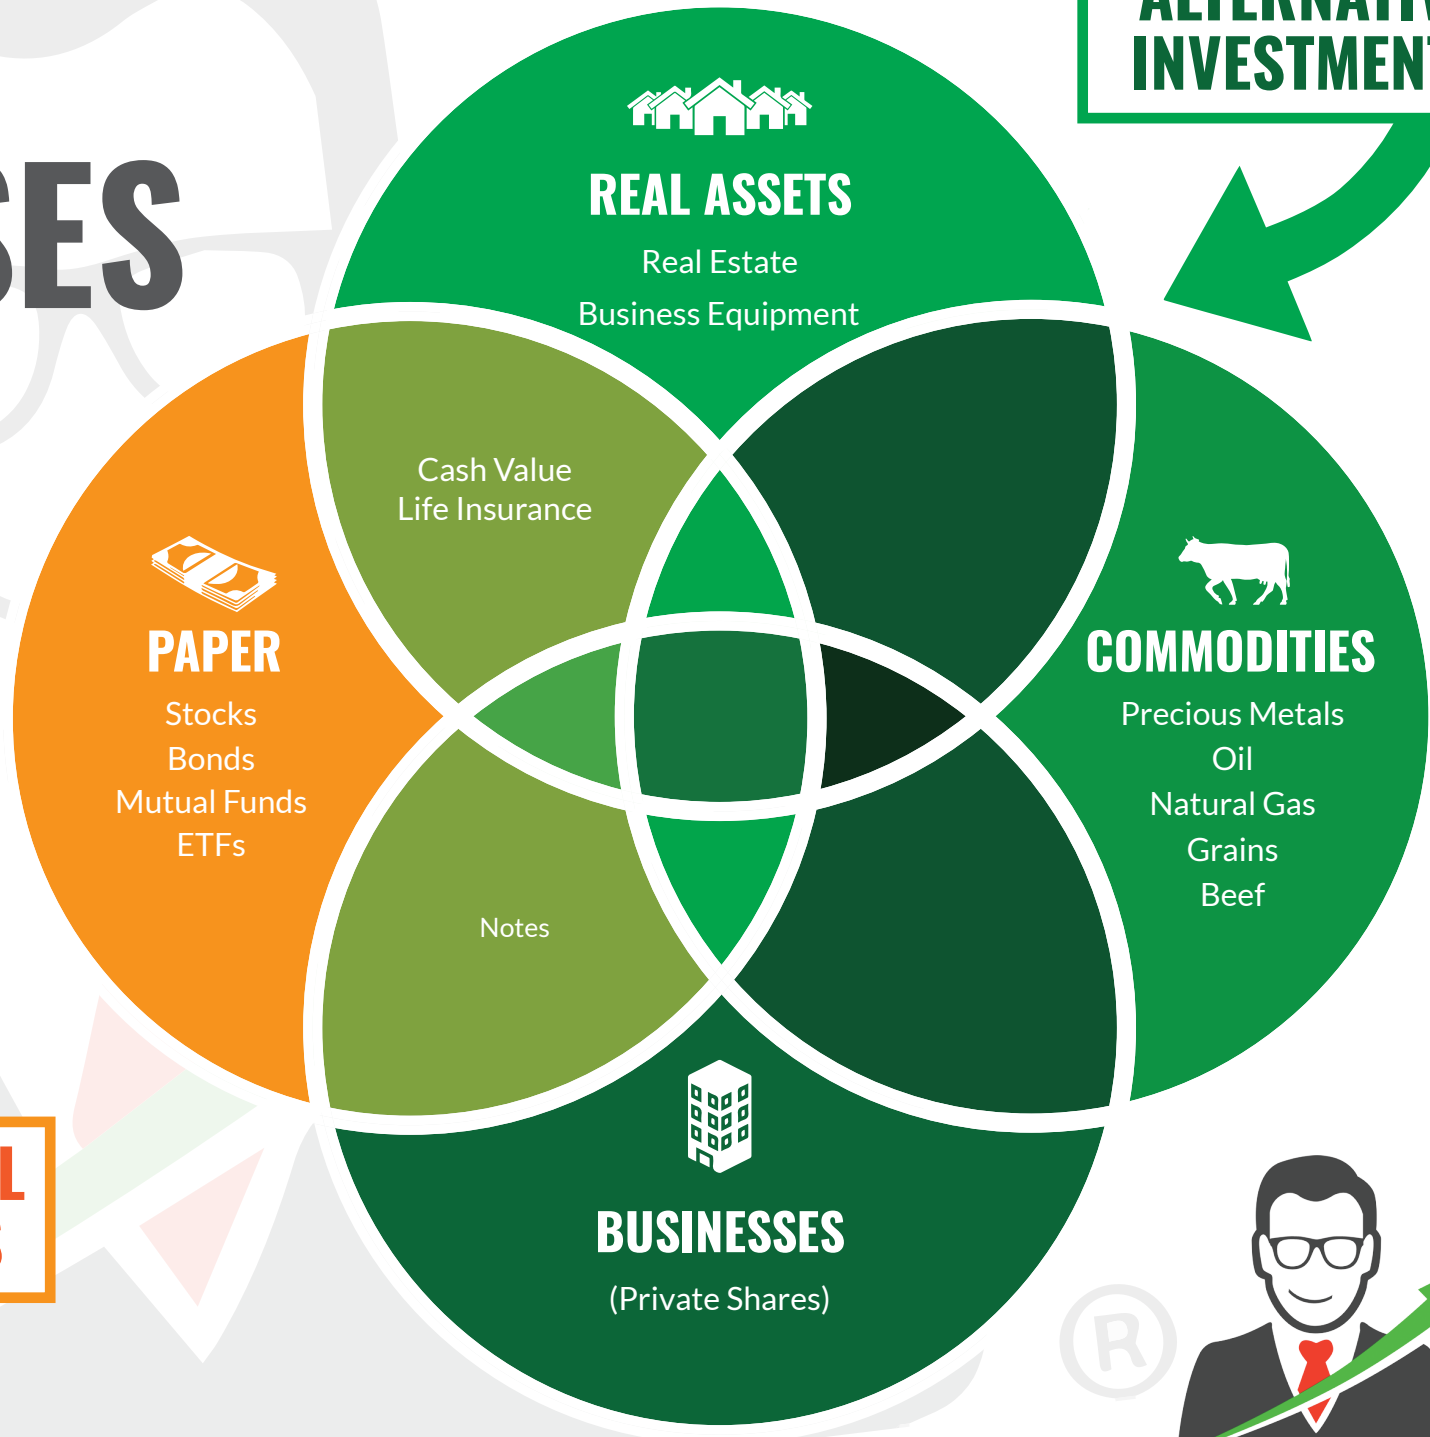 INVESTMEN
SES
REAL ASSETS
Real Estate
Business Equipment
Cash Value
Life Insurance
PAPER
Stocks
Bonds
Mutual Funds
ETFs
COMMODITIES
Precious Metals
Oil
Natural Gas
Grains
Beef
Notes
BUSINESSES
(Private Shares)
L
S
®